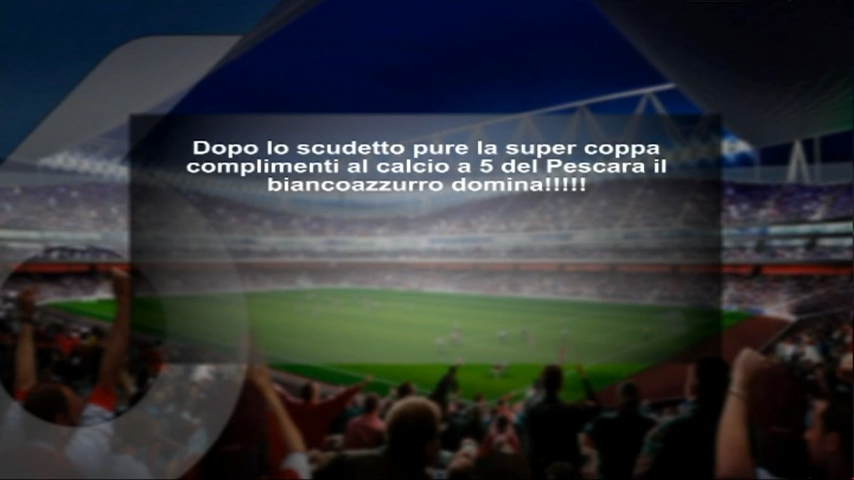 Dopo lo scudetto pure la super coppa
complimenti al calcio a 5 del Pescara il
biancoazzurro domina!!!!!